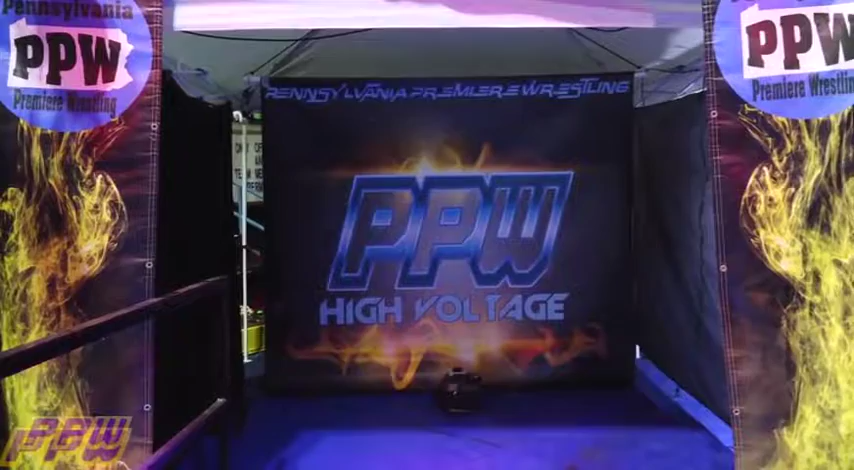 Pennsylvania
PPW
Premiere Wrestling
PPW
Premiere Wrestling
PENNSYLVANIA PREMIERE WRESTLING
PPW
HIGH VOLTAGE
PPW